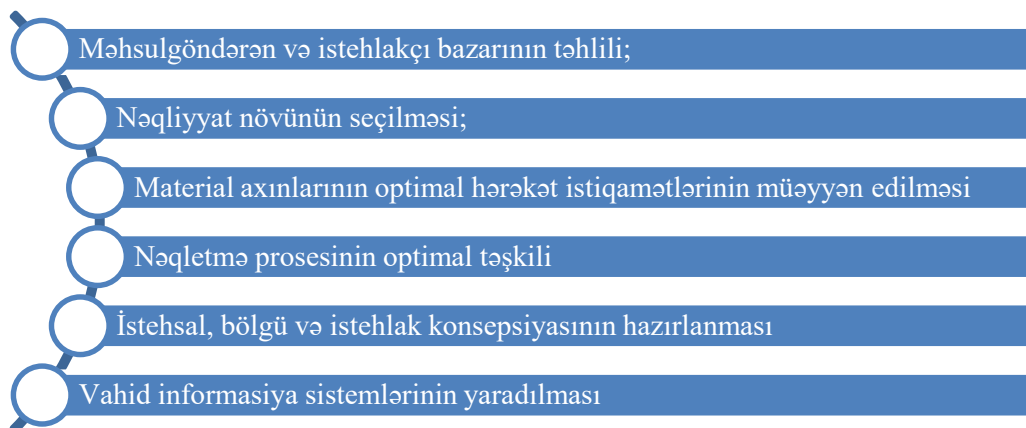 Məhsulgöndərən və istehlakçı bazarının təhlili;
Nəqliyyat növünün seçilməsi;
Material axınlarının optimal hərəkət istiqamətlərinin müəyyən edilməsi
Nəqletmə prosesinin optimal təşkili
İstehsal, bölgü və istehlak konsepsiyasının hazırlanması
Vahid informasiya sistemlərinin yaradılması